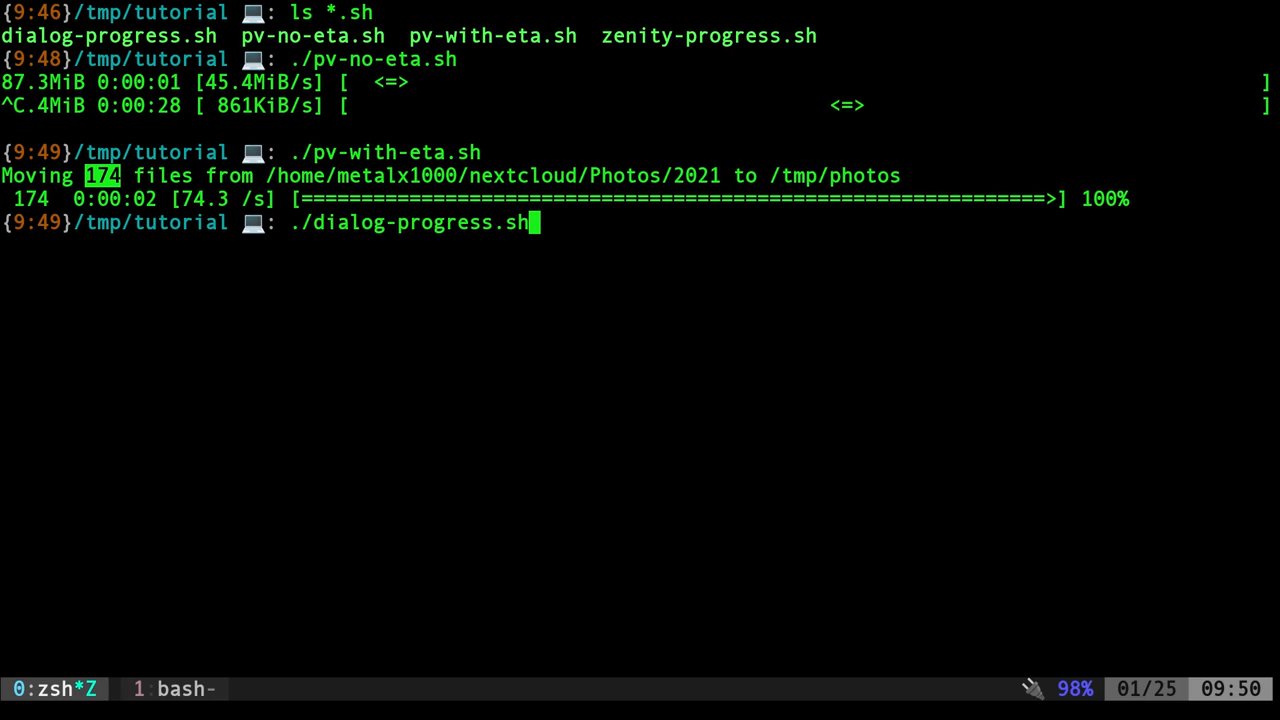 {9:46}/tmp/tutorial 💻: ls *.sh
dialog-progress.sh  pv-no-eta.sh  pv-with-eta.sh  zenity-progress.sh
{9:48}/tmp/tutorial 💻: ./pv-no-eta.sh
87.3MiB 0:00:01 [45.4MiB/s] [  <=>                                                                       ]
^C.4MiB 0:00:28 [ 861KiB/s] [                                        <=>                                 ]
{9:49}/tmp/tutorial 💻: ./pv-with-eta.sh
Moving 174 files from /home/metalx1000/nextcloud/Photos/2021 to /tmp/photos
 174  0:00:02 [74.3 /s] [==============================================================>] 100%
{9:49}/tmp/tutorial 💻: ./dialog-progress.sh
0:zsh*Z  1:bash-  🔌 98%  01/25  09:50